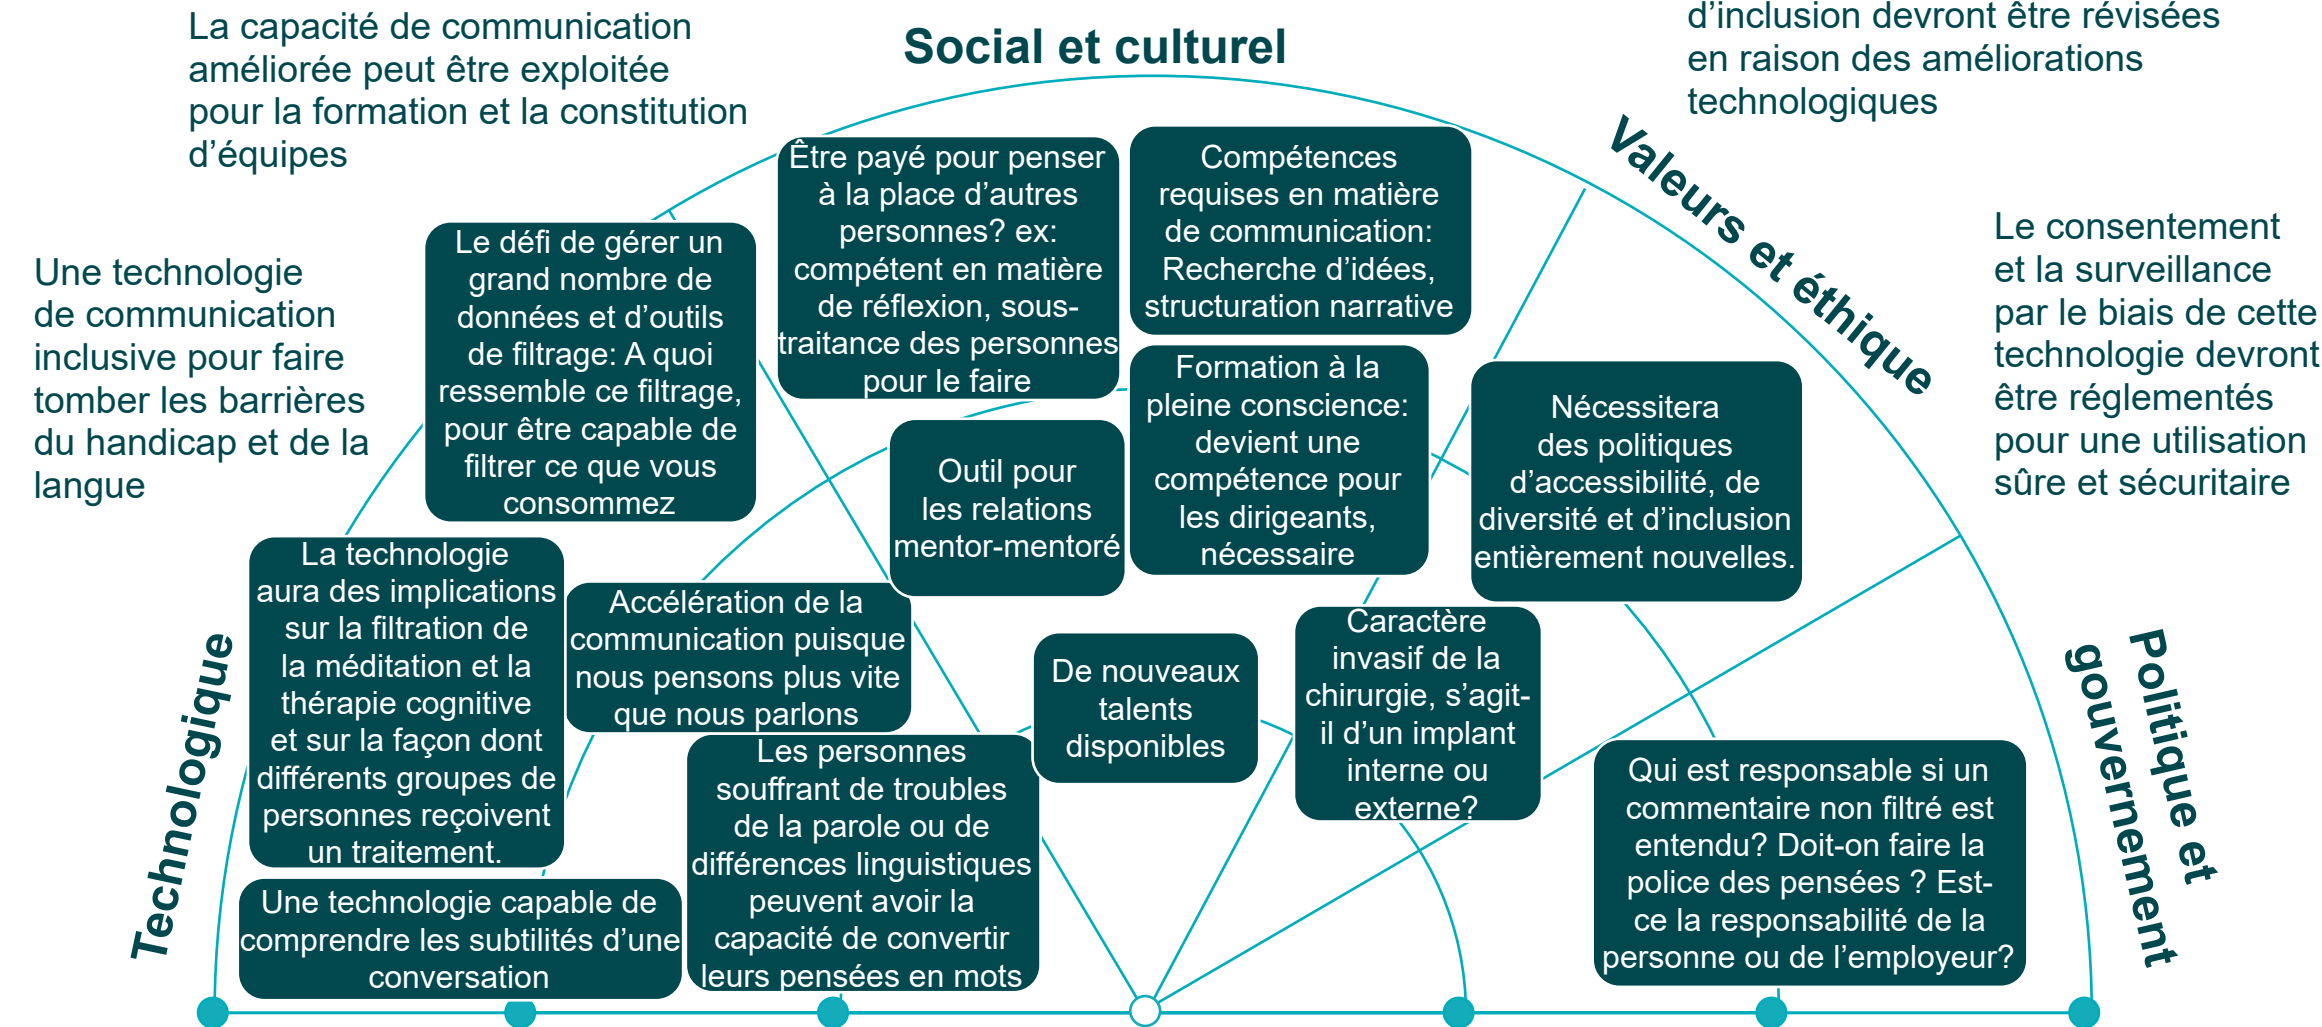 La capacité de communication
améliorée peut être exploitée
pour la formation et la constitution
d’équipes
Social et culturel
d’inclusion devront être révisées
en raison des améliorations
technologiques
Valeurs et éthique
Une technologie
de communication
inclusive pour faire
tomber les barrières
du handicap et de la
langue
Le défi de gérer un
grand nombre de
données et d’outils
de filtrage: A quoi
ressemble ce filtrage,
pour être capable de
filtrer ce que vous
consommez
Être payé pour penser
à la place d’autres
personnes? ex:
compétent en matière
de réflexion, sous-
traitance des personnes
pour le faire
Compétences
requises en matière
de communication:
Recherche d’idées,
structuration narrative
Le consentement
et la surveillance
par le biais de cette
technologie devront
être réglementés
pour une utilisation
sûre et sécuritaire
Outil pour
les relations
mentor-mentoré
Formation à la
pleine conscience:
devient une
compétence pour
les dirigeants,
nécessaire
Nécessitera
des politiques
d’accessibilité, de
diversité et d’inclusion
entièrement nouvelles.
Technologique
La technologie
aura des implications
sur la filtration de
la méditation et la
thérapie cognitive
et sur la façon dont
différents groupes de
personnes reçoivent
un traitement.
Accélération de la
communication puisque
nous pensons plus vite
que nous parlons
De nouveaux
talents
disponibles
Caractère
invasif de la
chirurgie, s’agit-
il d’un implant
interne ou
externe?
Politique et
gouvernement
Les personnes
souffrant de troubles
de la parole ou de
différences linguistiques
peuvent avoir la
capacité de convertir
leurs pensées en mots
Qui est responsable si un
commentaire non filtré est
entendu? Doit-on faire la
police des pensées ? Est-
ce la responsabilité de la
personne ou de l’employeur?
Une technologie capable de
comprendre les subtilités d’une
conversation